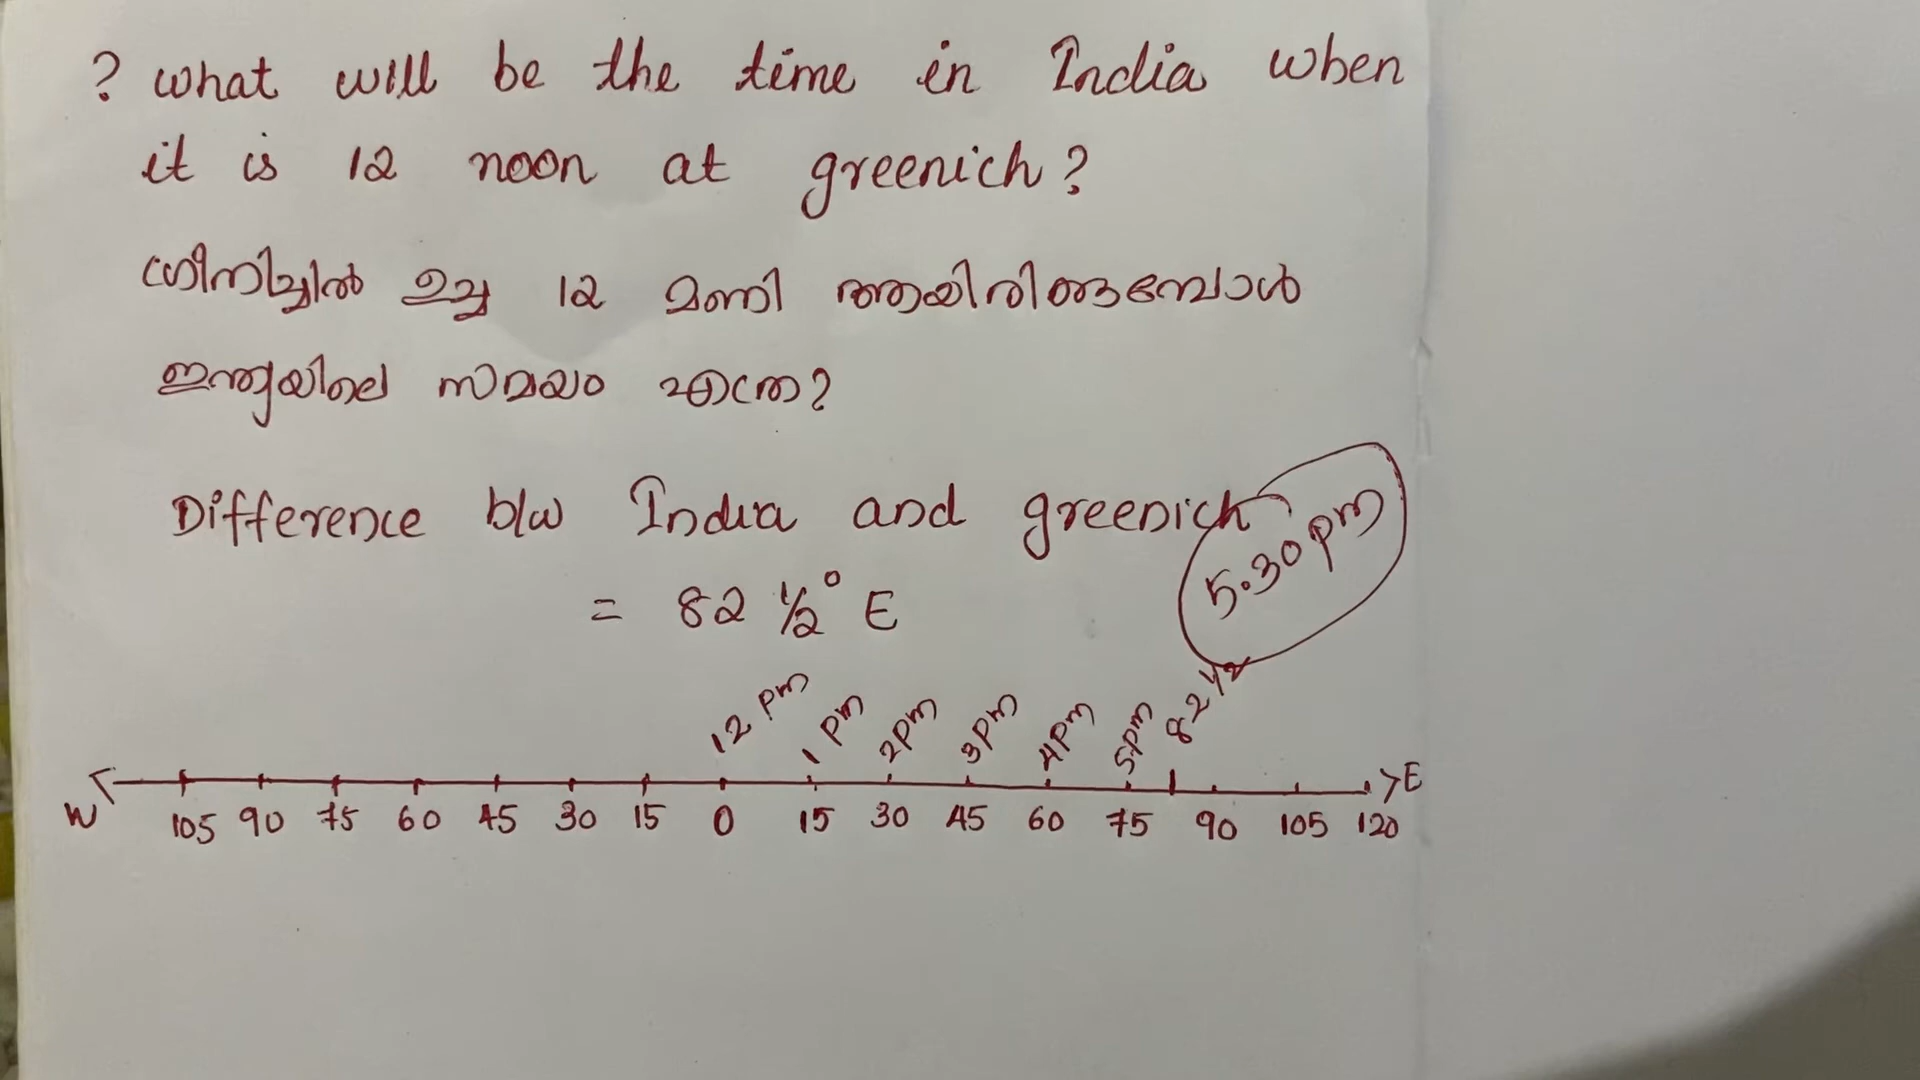 ? what will be the time in India when
it is 12 noon at greenich?
ഗ്രീനിച്ചിൽ ഉച്ച 12 മണി ആയിരിക്കുമ്പോൾ
ഇന്ത്യയിലെ സമയം എത്ര?
Difference b/w India and greenich
= 82 ½° E
5.30 pm
12 pm 1 pm 2pm 3pm 4pm 5pm 82 ½
W E
105 90 75 60 45 30 15 0 15 30 45 60 75 90 105 120